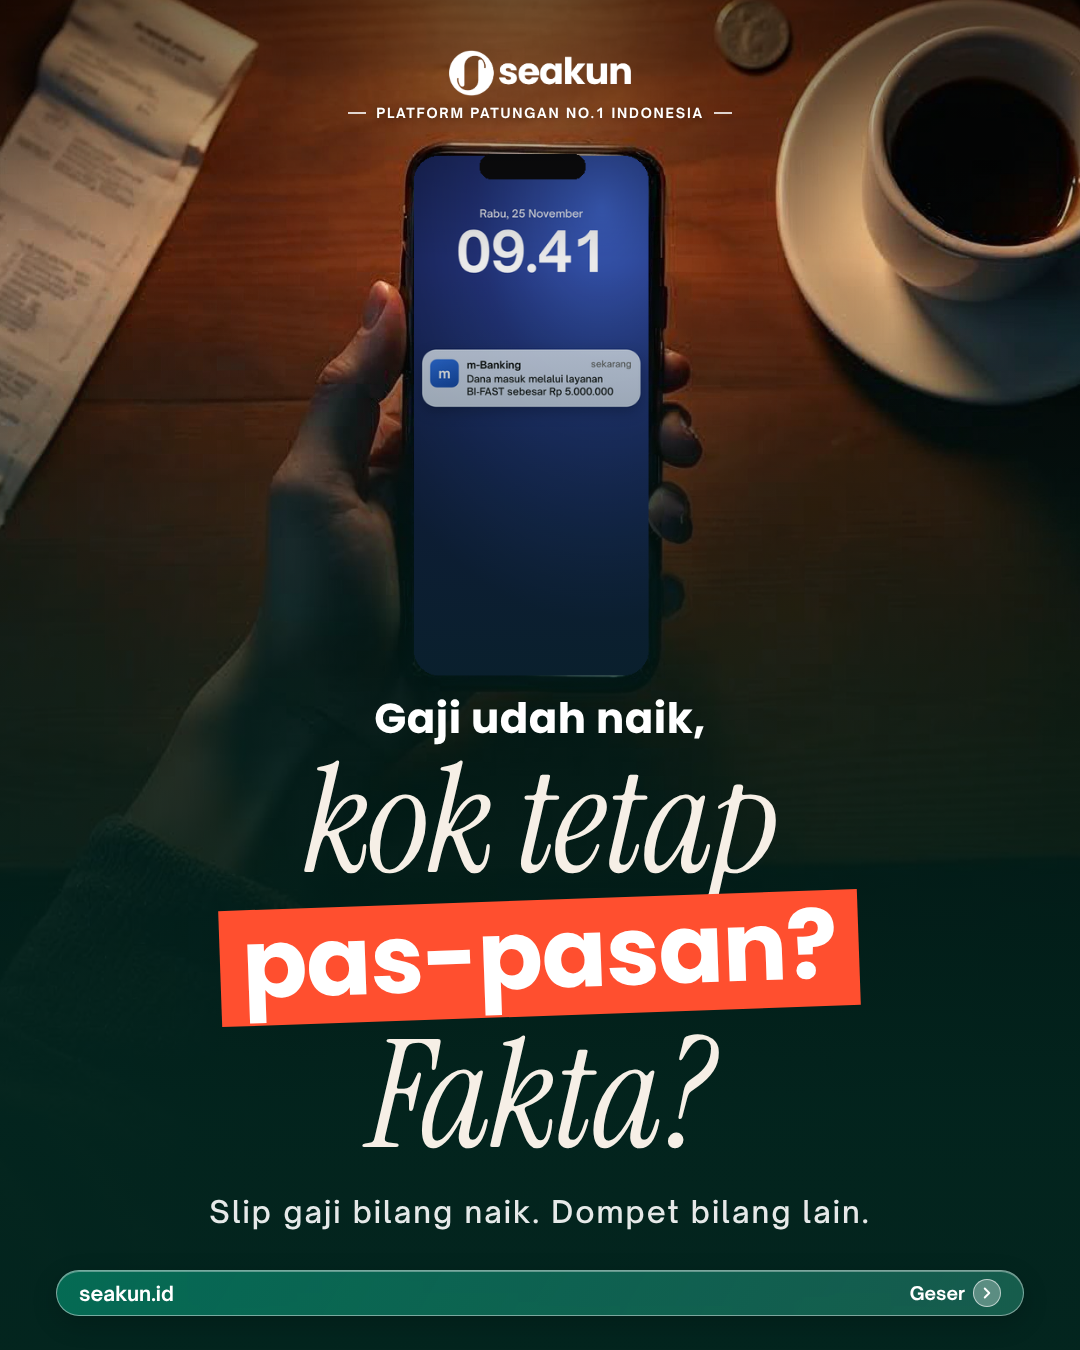 seakun
PLATFORM PATUNGAN NO.1 INDONESIA
Rabu, 25 November
09.41
m
m-Banking
sekarang
Dana masuk melalui layanan
BI-FAST sebesar Rp 5.000.000
Gaji udah naik,
kok tetap
pas-pasan?
Fakta?
Slip gaji bilang naik. Dompet bilang lain.
seakun.id
Geser